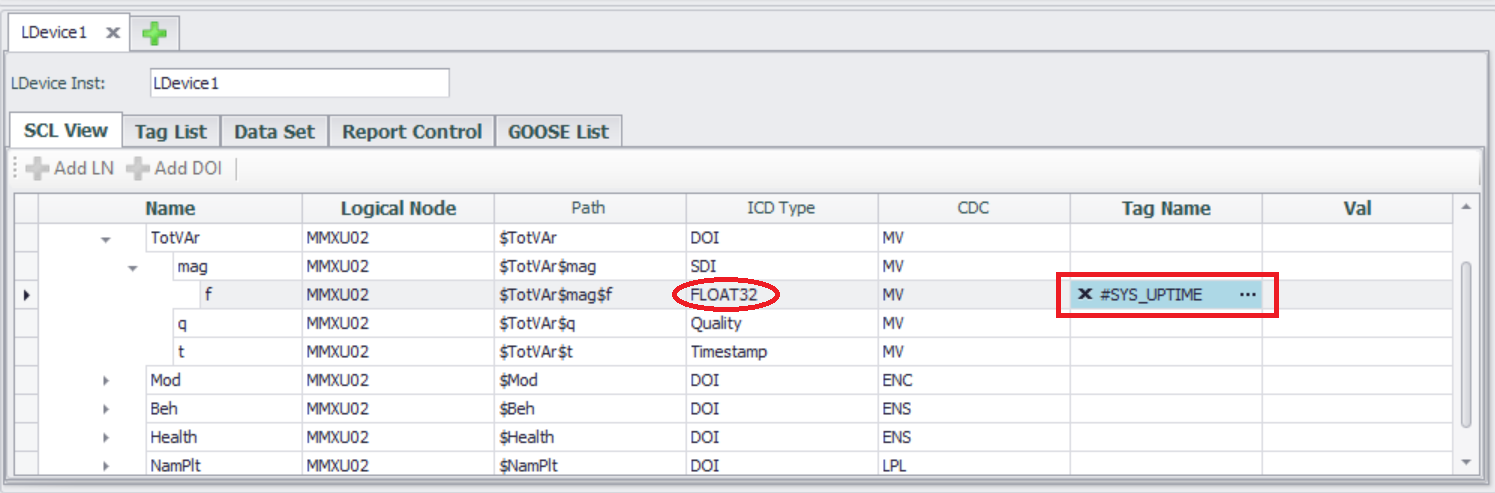 LDevice1
LDevice Inst: LDevice1
SCL View Tag List Data Set Report Control GOOSE List
Add LN Add DOI
Name Logical Node Path ICD Type CDC Tag Name Val
TotVAr MMXU02 $TotVAr DOI MV
mag MMXU02 $TotVAr$mag SDI MV
f MMXU02 $TotVAr$mag$f FLOAT32 MV #SYS_UPTIME ...
q MMXU02 $TotVAr$q Quality MV
t MMXU02 $TotVAr$t Timestamp MV
Mod MMXU02 $Mod DOI ENC
Beh MMXU02 $Beh DOI ENS
Health MMXU02 $Health DOI ENS
NamPlt MMXU02 $NamPlt DOI LPL